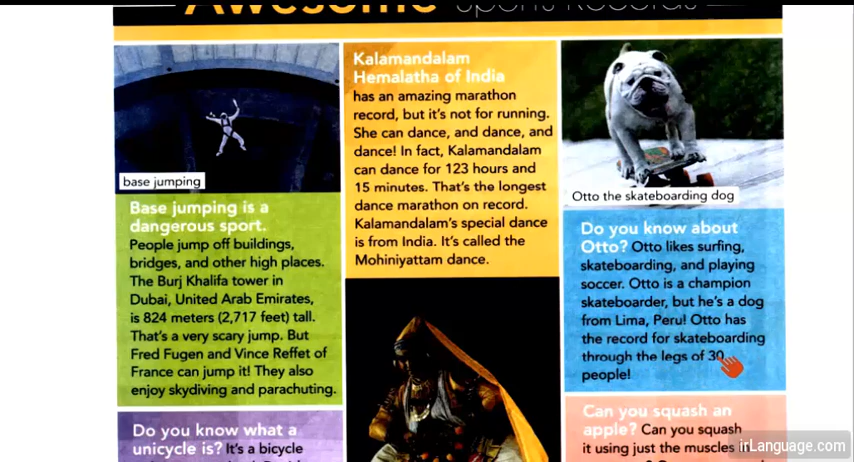 Awesome Sports Records
base jumping
Base jumping is a
dangerous sport.
People jump off buildings,
bridges, and other high places.
The Burj Khalifa tower in
Dubai, United Arab Emirates,
is 824 meters (2,717 feet) tall.
That's a very scary jump. But
Fred Fugen and Vince Reffet of
France can jump it! They also
enjoy skydiving and parachuting.
Do you know what a
unicycle is? It's a bicycle
Kalamandalam
Hemalatha of India
has an amazing marathon
record, but it's not for running.
She can dance, and dance, and
dance! In fact, Kalamandalam
can dance for 123 hours and
15 minutes. That's the longest
dance marathon on record.
Kalamandalam's special dance
is from India. It's called the
Mohiniyattam dance.
Otto the skateboarding dog
Do you know about
Otto? Otto likes surfing,
skateboarding, and playing
soccer. Otto is a champion
skateboarder, but he's a dog
from Lima, Peru! Otto has
the record for skateboarding
through the legs of 30
people!
Can you squash an
apple? Can you squash
it using just the muscles in
irLanguage.com